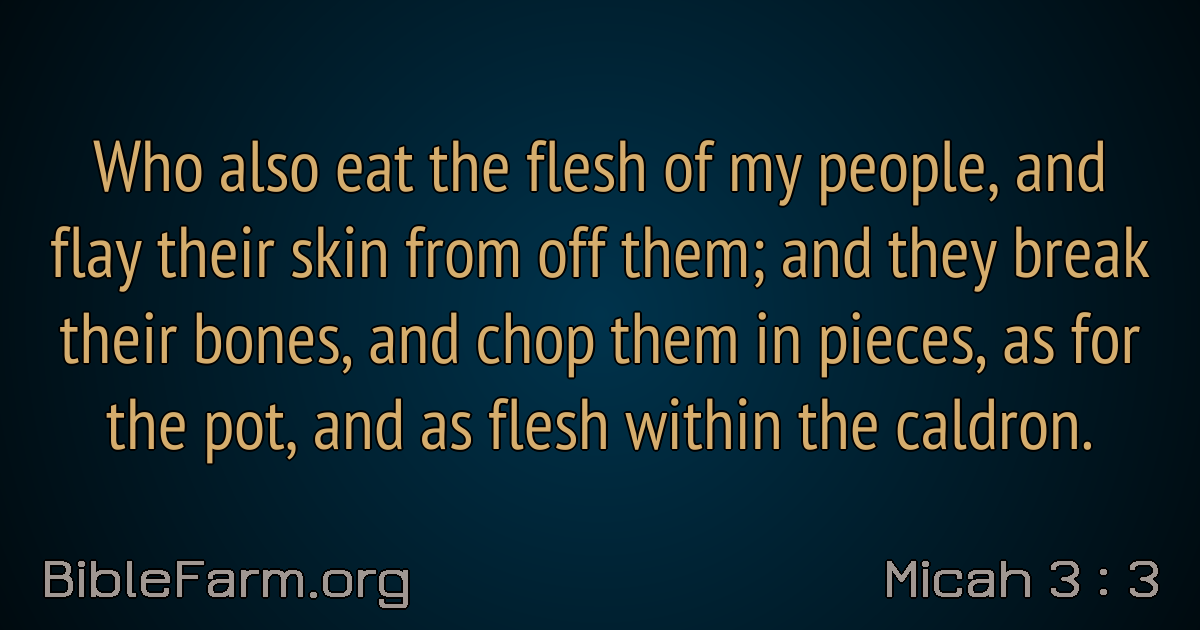 Who also eat the flesh of my people, and
flay their skin from off them; and they break
their bones, and chop them in pieces, as for
the pot, and as flesh within the caldron.
BibleFarm.org
Micah 3 : 3